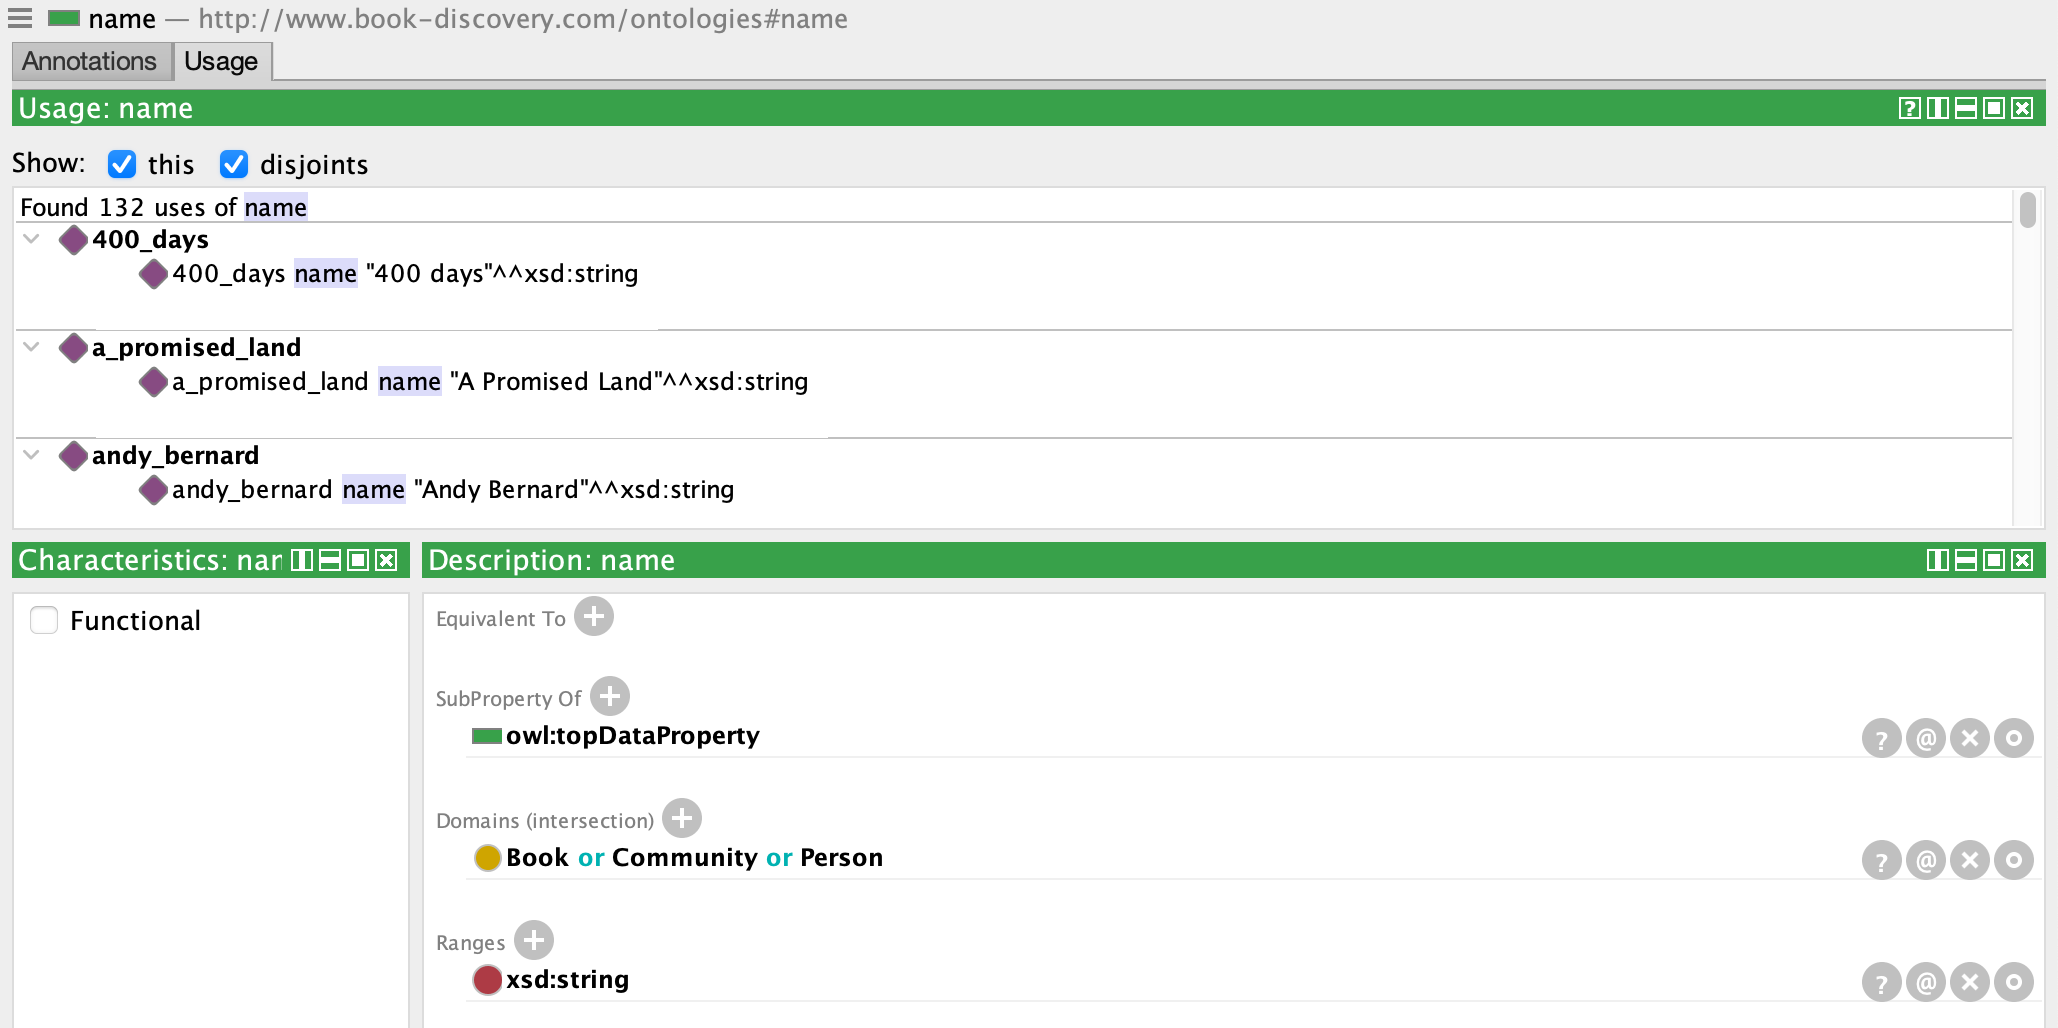 name — http://www.book-discovery.com/ontologies#name
Annotations Usage
Usage: name
Show: this disjoints
Found 132 uses of name
400_days
400_days name "400 days"^^xsd:string
a_promised_land
a_promised_land name "A Promised Land"^^xsd:string
andy_bernard
andy_bernard name "Andy Bernard"^^xsd:string
Characteristics: nar
Description: name
Functional
Equivalent To
SubProperty Of
owl:topDataProperty
Domains (intersection)
Book or Community or Person
Ranges
xsd:string